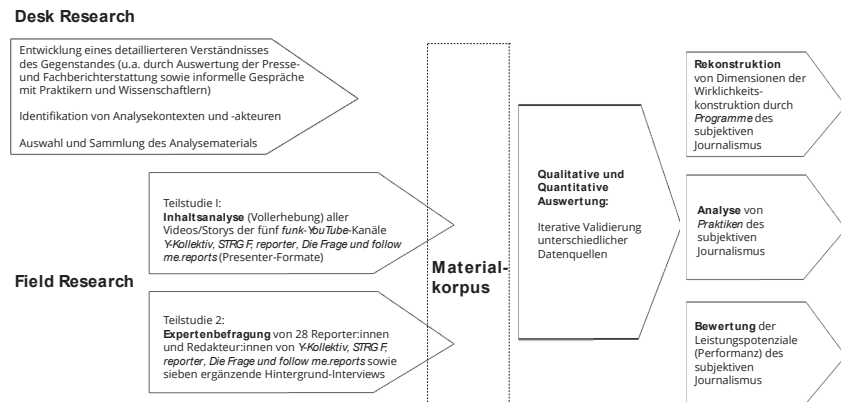 Desk Research
Entwicklung eines detaillierteren Verständnisses
des Gegenstandes (u.a. durch Auswertung der Presse-
und Fachberichterstattung sowie informelle Gespräche
mit Praktikern und Wissenschaftlern)
Identifikation von Analysekontexten und -akteuren
Auswahl und Sammlung des Analysematerials
Teilstudie I:
Inhaltsanalyse (Vollerhebung) aller
Videos/Storys der fünf funk-YouTube-Kanäle
Y-Kollektiv, STRG F, reporter, Die Frage und follow
me.reports (Presenter-Formate)
Field Research
Teilstudie 2:
Expertenbefragung von 28 Reporter:innen
und Redakteur:innen von Y-Kollektiv, STRG F,
reporter, Die Frage und follow me.reports sowie
sieben ergänzende Hintergrund-Interviews
Material-
korpus
Qualitative und
Quantitative
Auswertung:
Iterative Validierung
unterschiedlicher
Datenquellen
Rekonstruktion
von Dimensionen der
Wirklichkeits-
konstruktion durch
Programme des
subjektiven
Journalismus
Analyse von
Praktiken des
subjektiven
Journalismus
Bewertung der
Leistungspotenziale
(Performanz) des
subjektiven
Journalismus